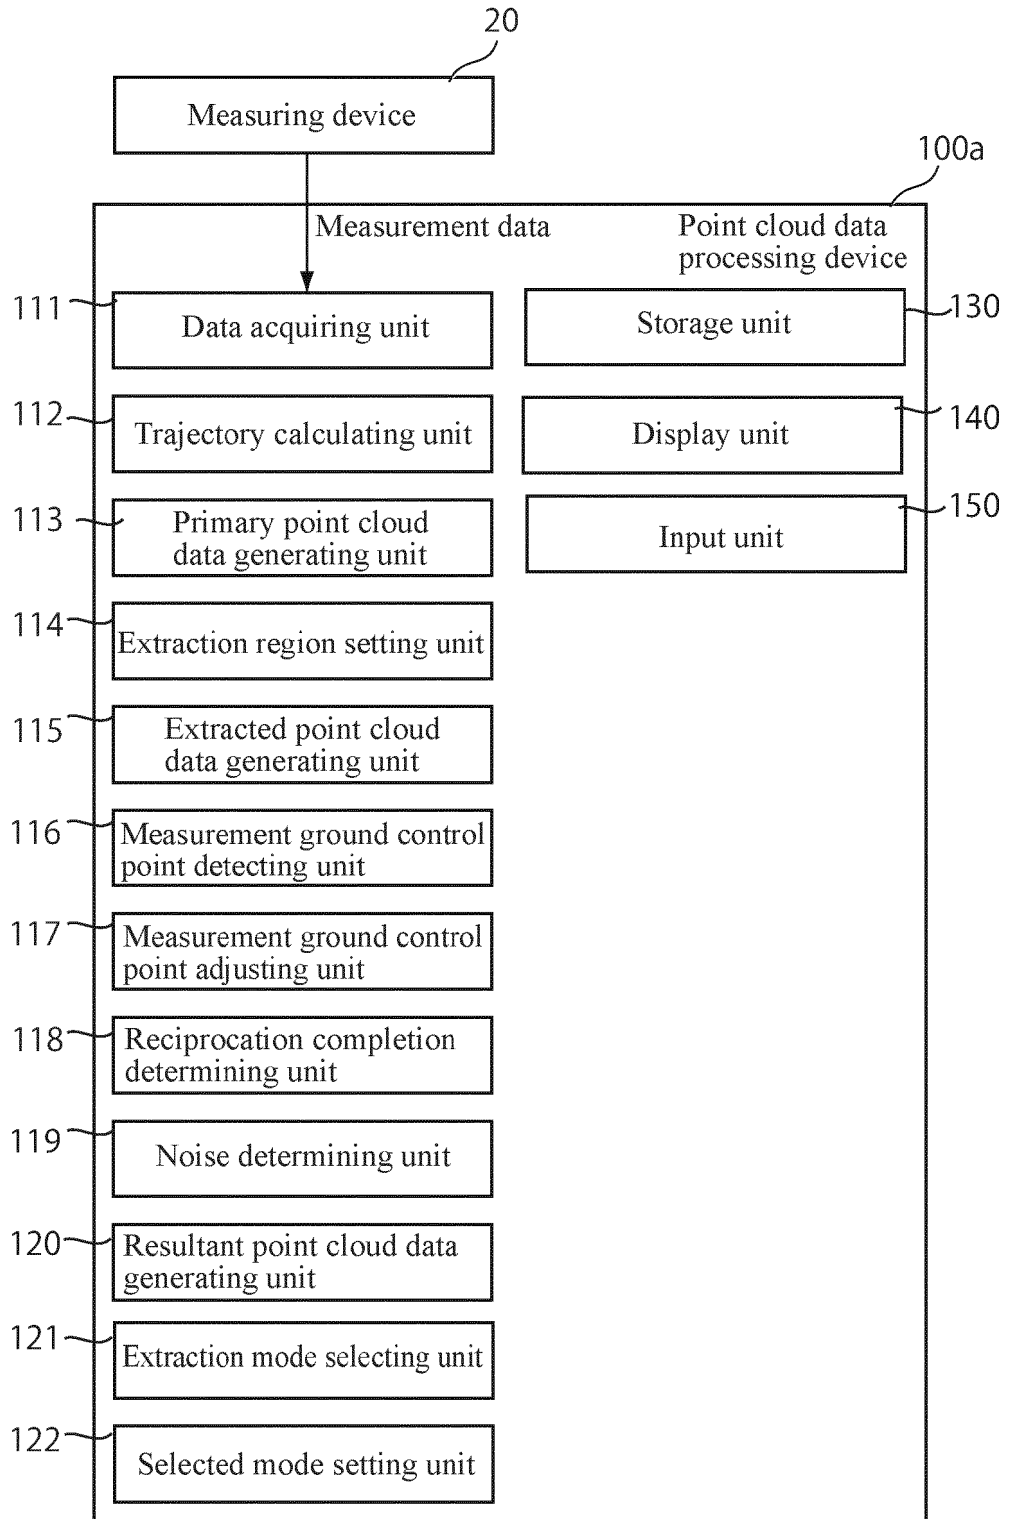 20
Measuring device
100a
Measurement data
Point cloud data
processing device
111
Data acquiring unit
Storage unit
130
112
Trajectory calculating unit
Display unit
140
113
Primary point cloud
data generating unit
Input unit
150
114
Extraction region setting unit
115
Extracted point cloud
data generating unit
116
Measurement ground control
point detecting unit
117
Measurement ground control
point adjusting unit
118
Reciprocation completion
determining unit
119
Noise determining unit
120
Resultant point cloud data
generating unit
121
Extraction mode selecting unit
122
Selected mode setting unit